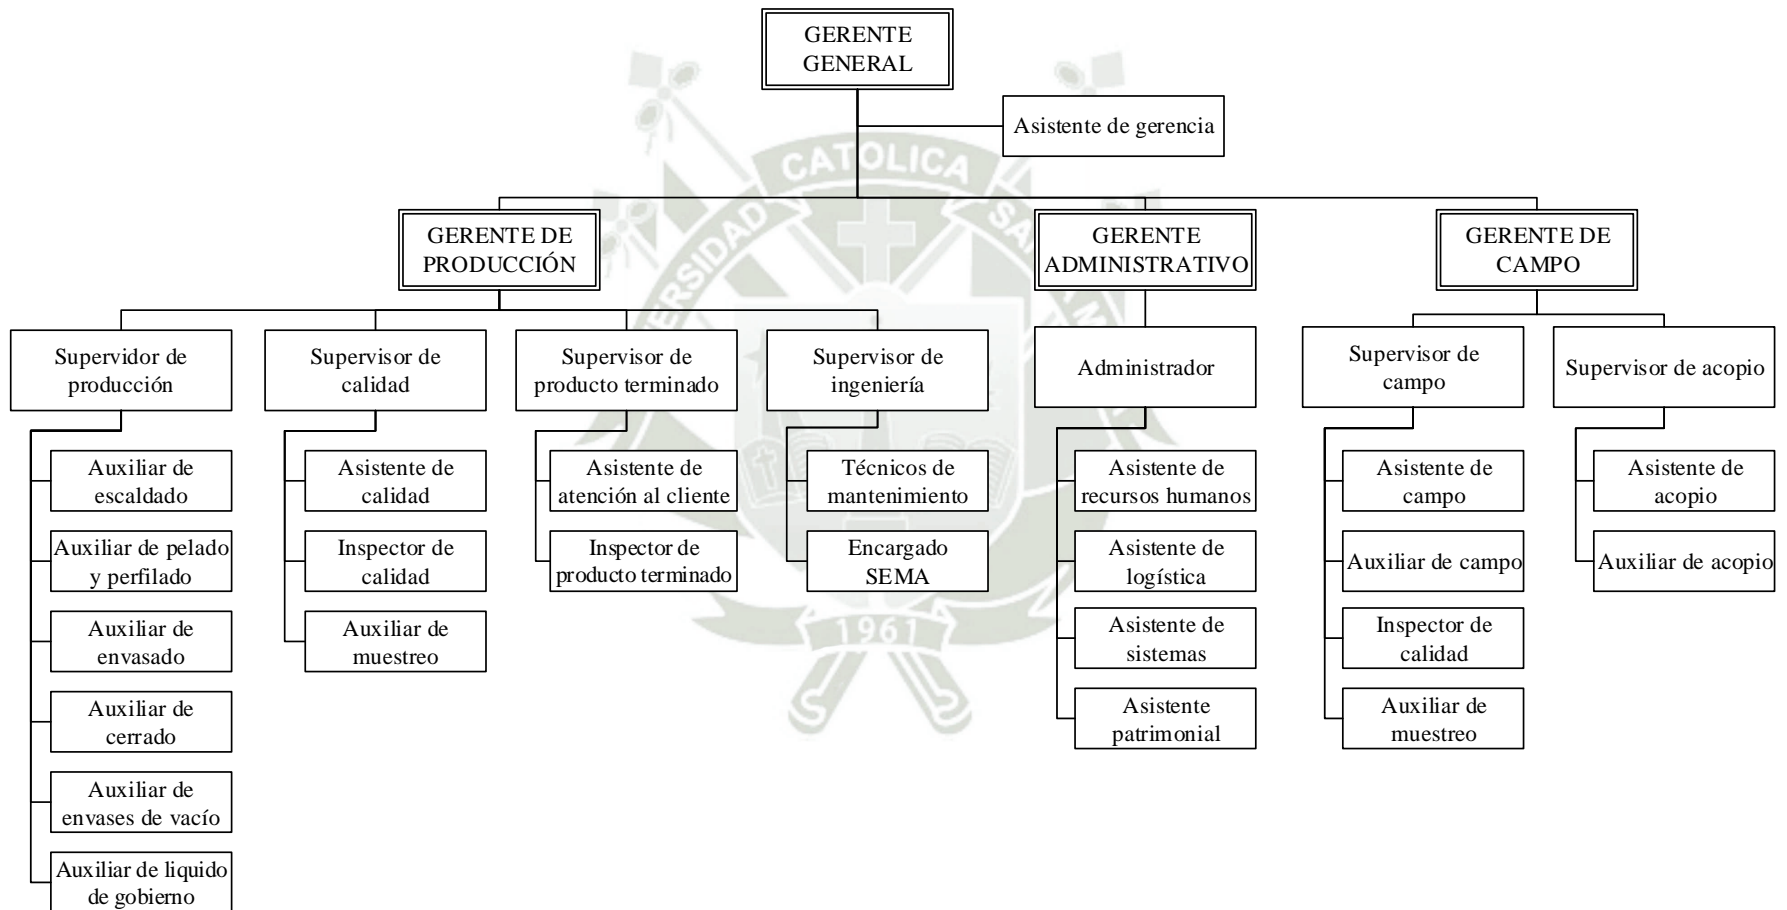 GERENTE
GENERAL
Asistente de gerencia
GERENTE DE
PRODUCCIÓN
GERENTE
ADMINISTRATIVO
GERENTE DE
CAMPO
Supervidor de
producción
Supervisor de
calidad
Supervisor de
producto terminado
Supervisor de
ingeniería
Administrador
Supervisor de
campo
Supervisor de acopio
Auxiliar de
escaldado
Auxiliar de pelado
y perfilado
Auxiliar de
envasado
Auxiliar de
cerrado
Auxiliar de
envases de vacío
Auxiliar de liquido
de gobierno
Asistente de
calidad
Inspector de
calidad
Auxiliar de
muestreo
Asistente de
atención al cliente
Inspector de
producto terminado
Técnicos de
mantenimiento
Encargado
SEMA
Asistente de
recursos humanos
Asistente de
logística
Asistente de
sistemas
Asistente
patrimonial
Asistente de
campo
Auxiliar de campo
Inspector de
calidad
Auxiliar de
muestreo
Asistente de
acopio
Auxiliar de acopio
CATOLICA
1961